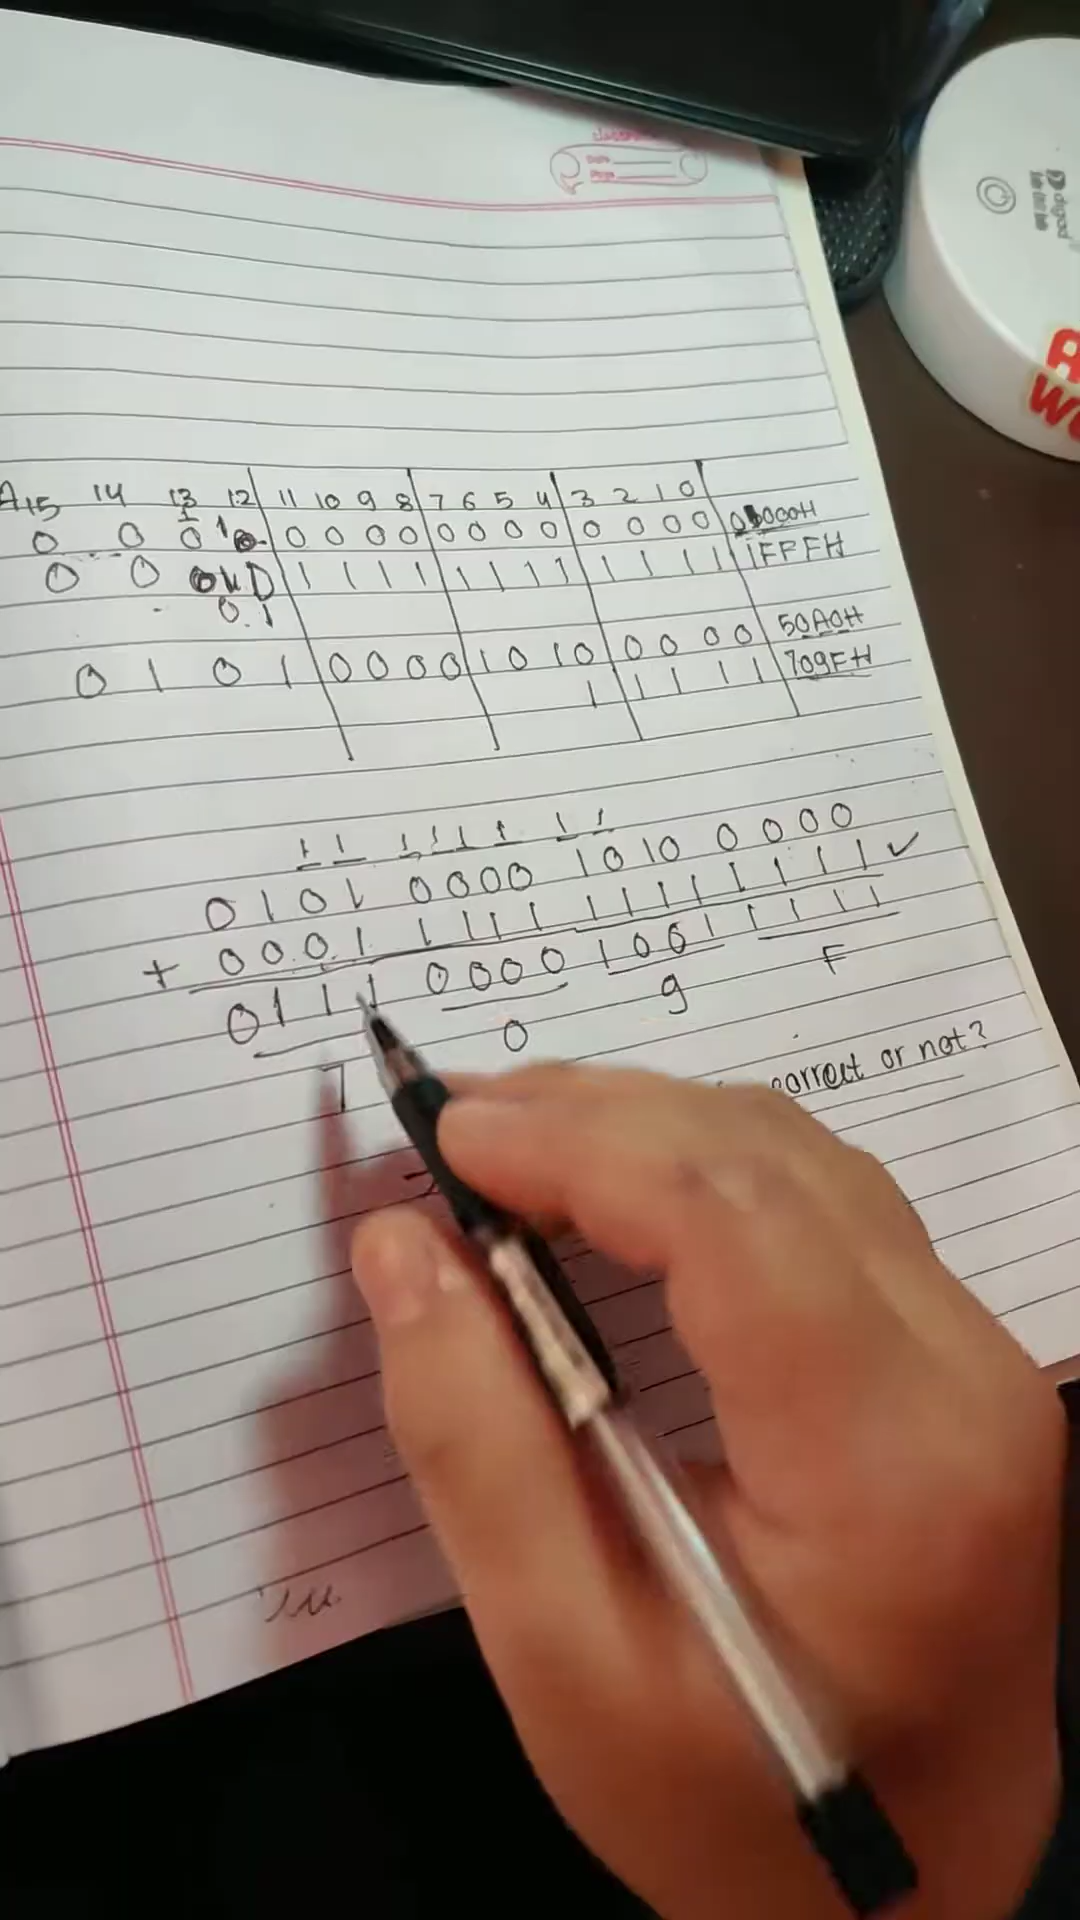 A15 14 13 12 11 10 9 8 7 6 5 4 3 2 1 0
0 0 0 0 0 0 0 0 0 0 0 0 0 0 0000H
0 0 1 1 1 1 1 1 1 1 1 1 1 1 1FFFH
0.1
0 1 0 1 0 0 0 0 1 0 1 0 0 0 0 0 50A0H
1 1 1 1 1 709FH
1 1 1 1 1 1 1 1
0 1 0 1 0 0 0 0 1 0 1 0 0 0 0 0
+ 0 0 0 1 1 1 1 1 1 1 1 1 1 1 1 1 ✓
0 1 1 1 0 0 0 0 1 0 0 1 1 1 1 1
7 0 9 F
correct or not?
digad